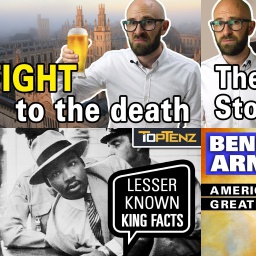 FIGHT
to the death
The
Sto
TOPTENZ
LESSER
KNOWN
KING FACTS
BEN
ARN
AMERIC
GREAT